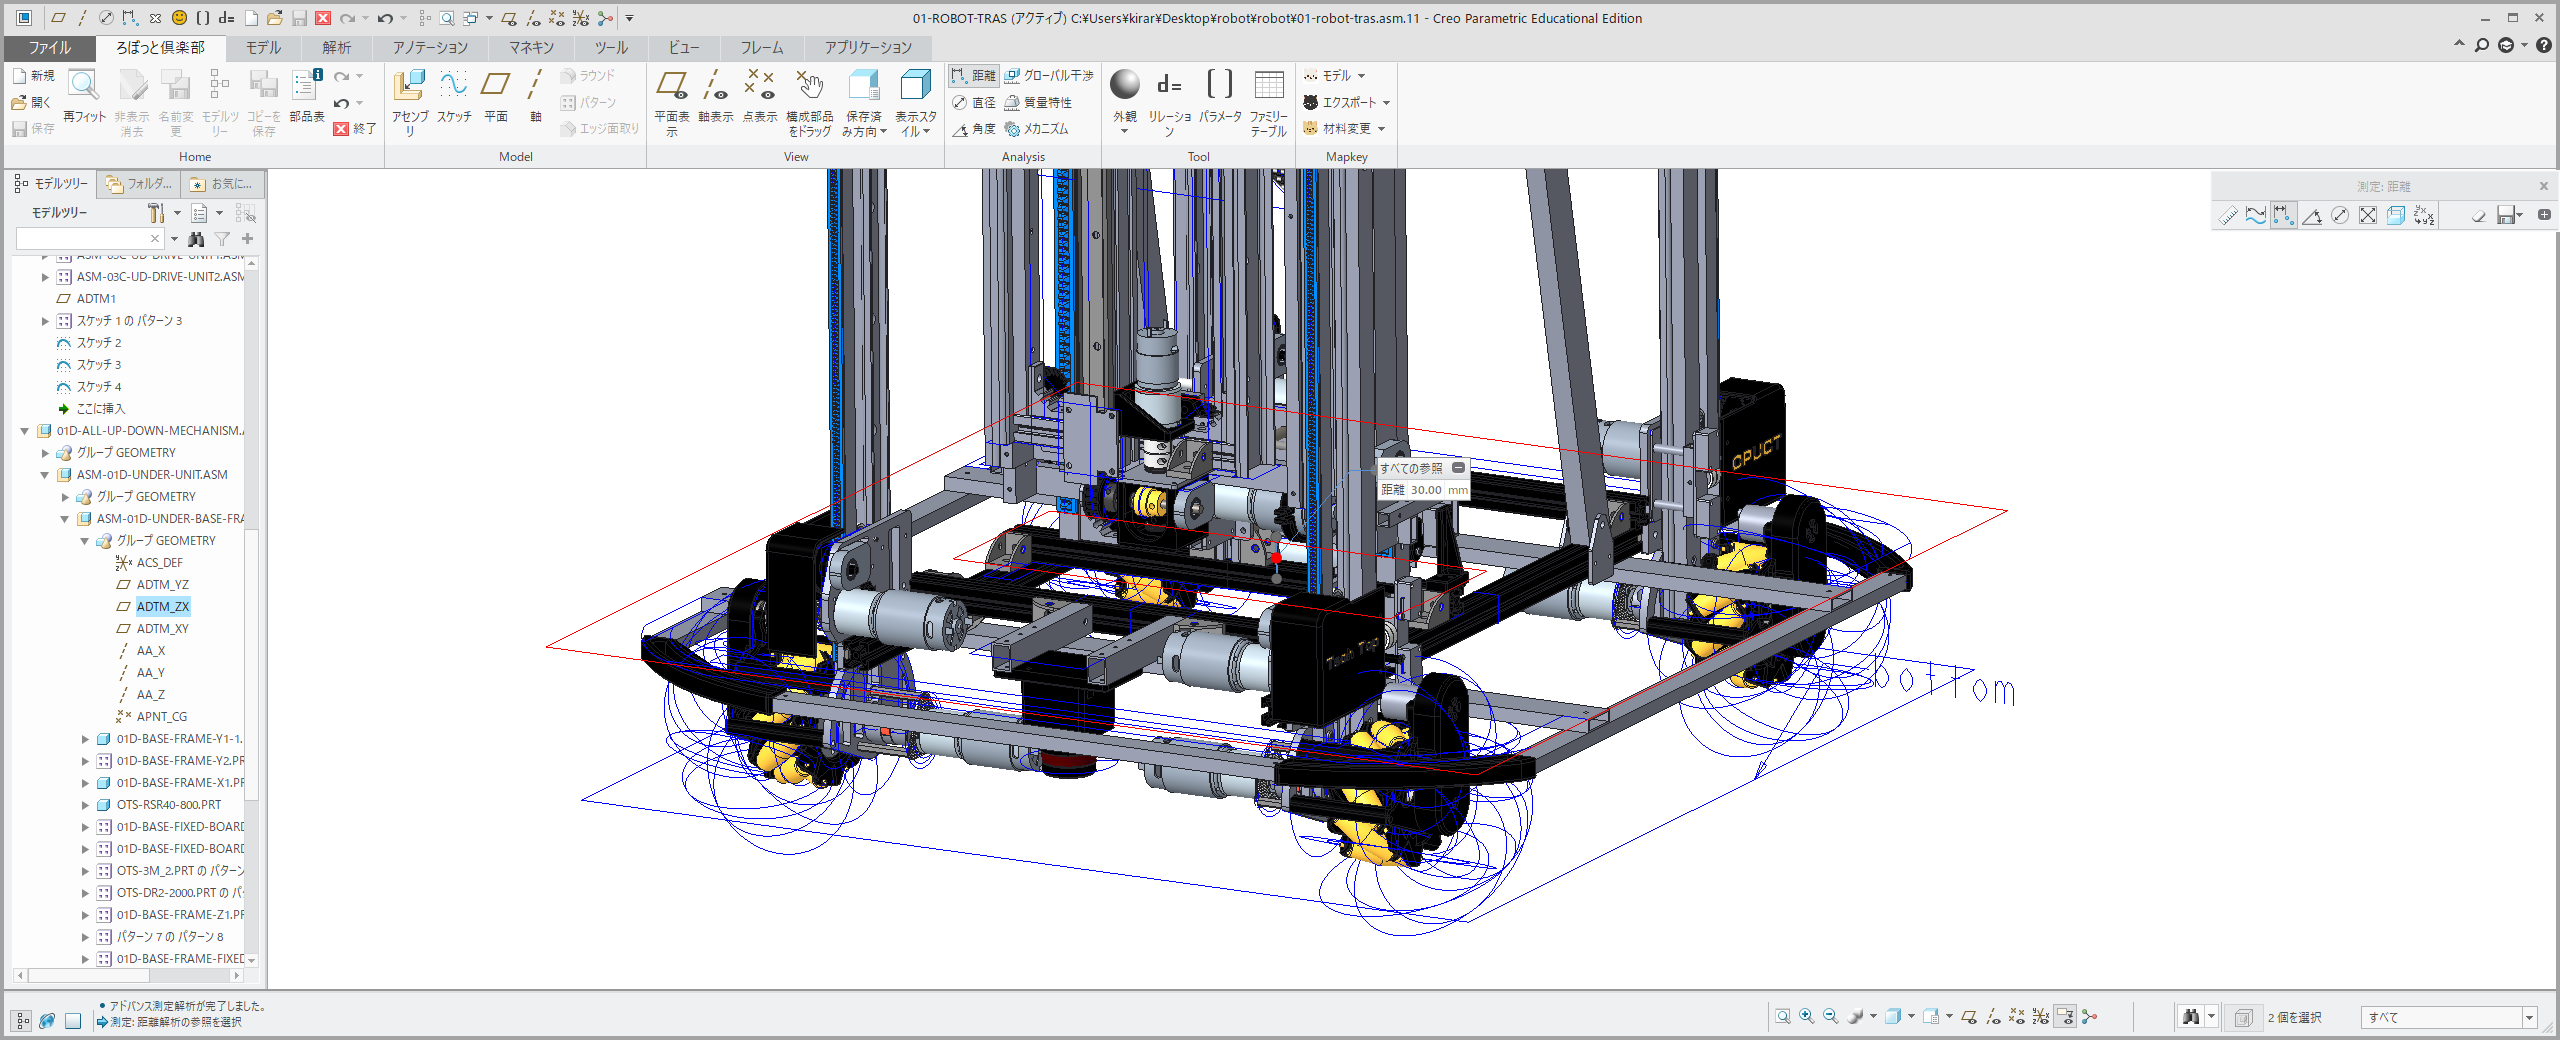 01-ROBOT-TRAS (アクティブ) C:¥Users¥kirar¥Desktop¥robot¥robot¥01-robot-tras.asm.11 - Creo Parametric Educational Edition
ファイル ろぼっと倶楽部 モデル 解析 アノテーション マネキン ツール ビュー フレーム アプリケーション
新規
開く
保存
再フィット
非表示
消去
名前変
更
モデルツ
リー
コピーを
保存
部品表
終了
アセンブ
リ
スケッチ
平面
軸
ラウンド
パターン
エッジ面取り
平面表
示
軸表示
点表示
構成部品
をドラッグ
保存済
み方向
表示スタ
イル
距離
直径
角度
グローバル干渉
質量特性
メカニズム
外観
d=
リレーショ
ン
パラメータ
ファミリー
テーブル
モデル
エクスポート
材料変更
Home Model View Analysis Tool Mapkey
モデルツリー フォルダ... お気に...
モデルツリー
ASM-03C-UD-DRIVE-UNIT1.ASM
ASM-03C-UD-DRIVE-UNIT2.ASM
ADTM1
スケッチ 1 の パターン 3
スケッチ 2
スケッチ 3
スケッチ 4
ここに挿入
01D-ALL-UP-DOWN-MECHANISM.
グループ GEOMETRY
ASM-01D-UNDER-UNIT.ASM
グループ GEOMETRY
ASM-01D-UNDER-BASE-FRA
グループ GEOMETRY
ACS_DEF
ADTM_YZ
ADTM_ZX
ADTM_XY
AA_X
AA_Y
AA_Z
APNT_CG
01D-BASE-FRAME-Y1-1.
01D-BASE-FRAME-Y2.PR
01D-BASE-FRAME-X1.PR
OTS-RSR40-800.PRT
01D-BASE-FIXED-BOARD
01D-BASE-FIXED-BOARD
OTS-3M_2.PRT の パターン
OTS-DR2-2000.PRT の パ
01D-BASE-FRAME-Z1.PR
パターン 7 の パターン 8
01D-BASE-FRAME-FIXED
測定: 距離
すべての参照
距離 30.00 mm
CPUCT
Twin Top
BOTTOM
アドバンス測定解析が完了しました。
測定: 距離解析の参照を選択
2 個を選択
すべて